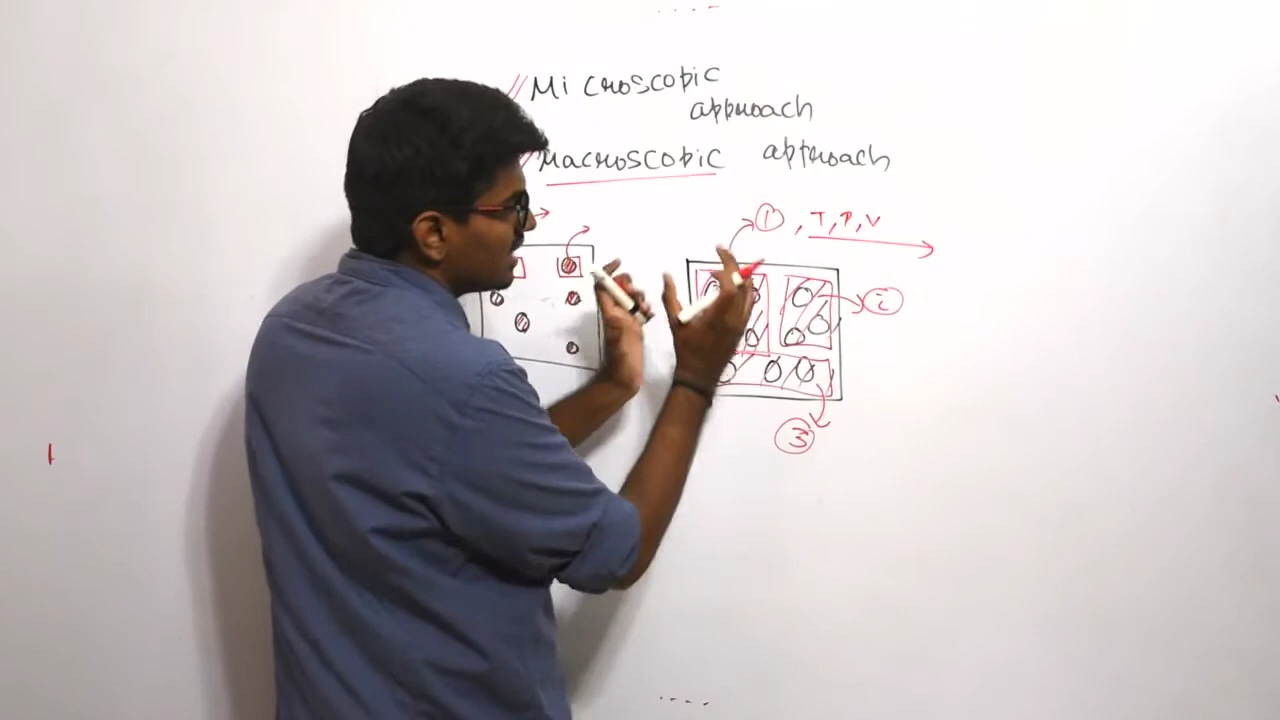 Microscopic
approach
Macroscopic approach
1 , T, P, V
2
3